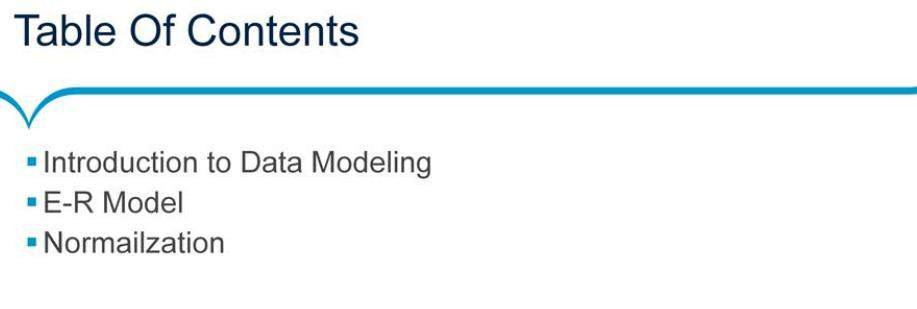 Table Of Contents
▪ Introduction to Data Modeling
▪ E-R Model
▪ Normailzation